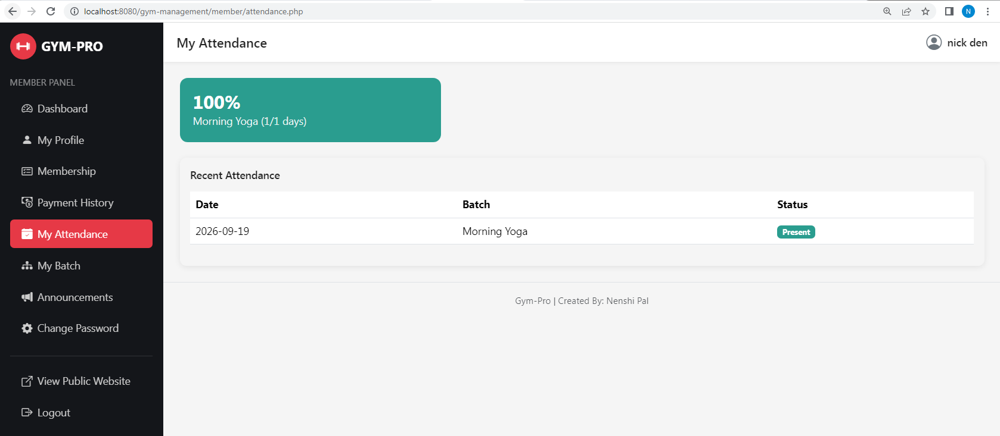 localhost:8080/gym-management/member/attendance.php
N
GYM-PRO
My Attendance
nick den
MEMBER PANEL
Dashboard
My Profile
Membership
Payment History
My Attendance
My Batch
Announcements
Change Password
View Public Website
Logout
100%
Morning Yoga (1/1 days)
Recent Attendance
Date Batch Status
2026-09-19 Morning Yoga Present
Gym-Pro | Created By: Nenshi Pal